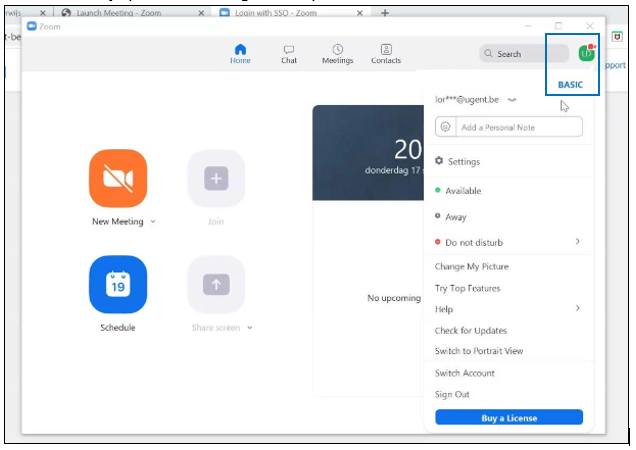 Launch Meeting - Zoom
Login with SSO - Zoom
Zoom
Home
Chat
Meetings
Contacts
Search
BASIC
lor***@ugent.be
Add a Personal Note
Settings
Available
Away
Do not disturb
Change My Picture
Try Top Features
Help
Check for Updates
Switch to Portrait View
Switch Account
Sign Out
Buy a License
20
donderdag 17
No upcoming
New Meeting
Join
19
Schedule
Share screen
pport